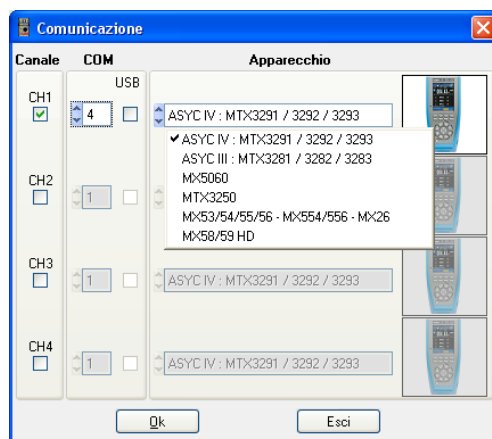 Comunicazione
Canale COM Apparecchio
USB
CH1
4
ASYC IV : MTX3291 / 3292 / 3293
ASYC IV : MTX3291 / 3292 / 3293
ASYC III : MTX3281 / 3282 / 3283
MX5060
MTX3250
MX53/54/55/56 - MX554/556 - MX26
MX58/59 HD
CH2
1
CH3
1
ASYC IV : MTX3291 / 3292 / 3293
CH4
1
ASYC IV : MTX3291 / 3292 / 3293
Ok Esci